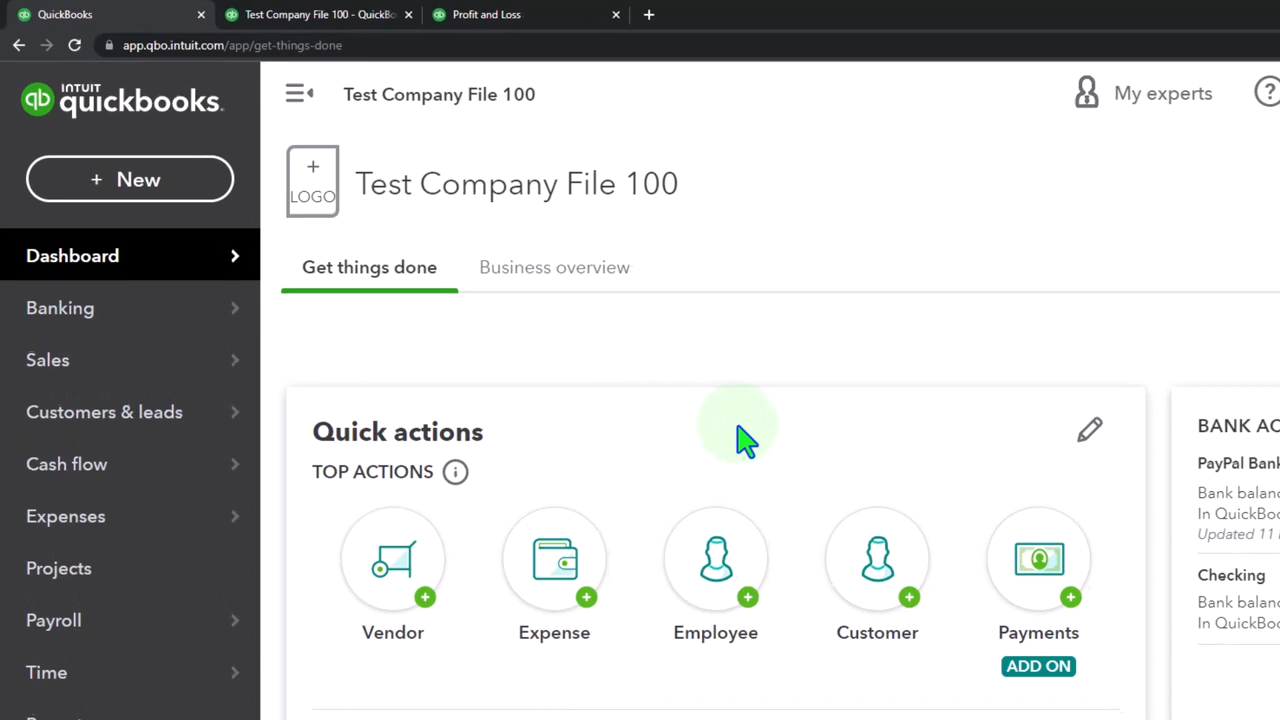 QuickBooks
Test Company File 100 - QuickBo
Profit and Loss
app.qbo.intuit.com/app/get-things-done
qb INTUIT quickbooks.
Test Company File 100
My experts
?
+ New
+ LOGO
Test Company File 100
Dashboard
Get things done
Business overview
Banking
Sales
Customers & leads
Cash flow
Expenses
Projects
Payroll
Time
Quick actions
TOP ACTIONS
Vendor
Expense
Employee
Customer
Payments
ADD ON
BANK AC
PayPal Bank
Bank balanc
In QuickBoo
Updated 11
Checking
Bank balanc
In QuickBoo